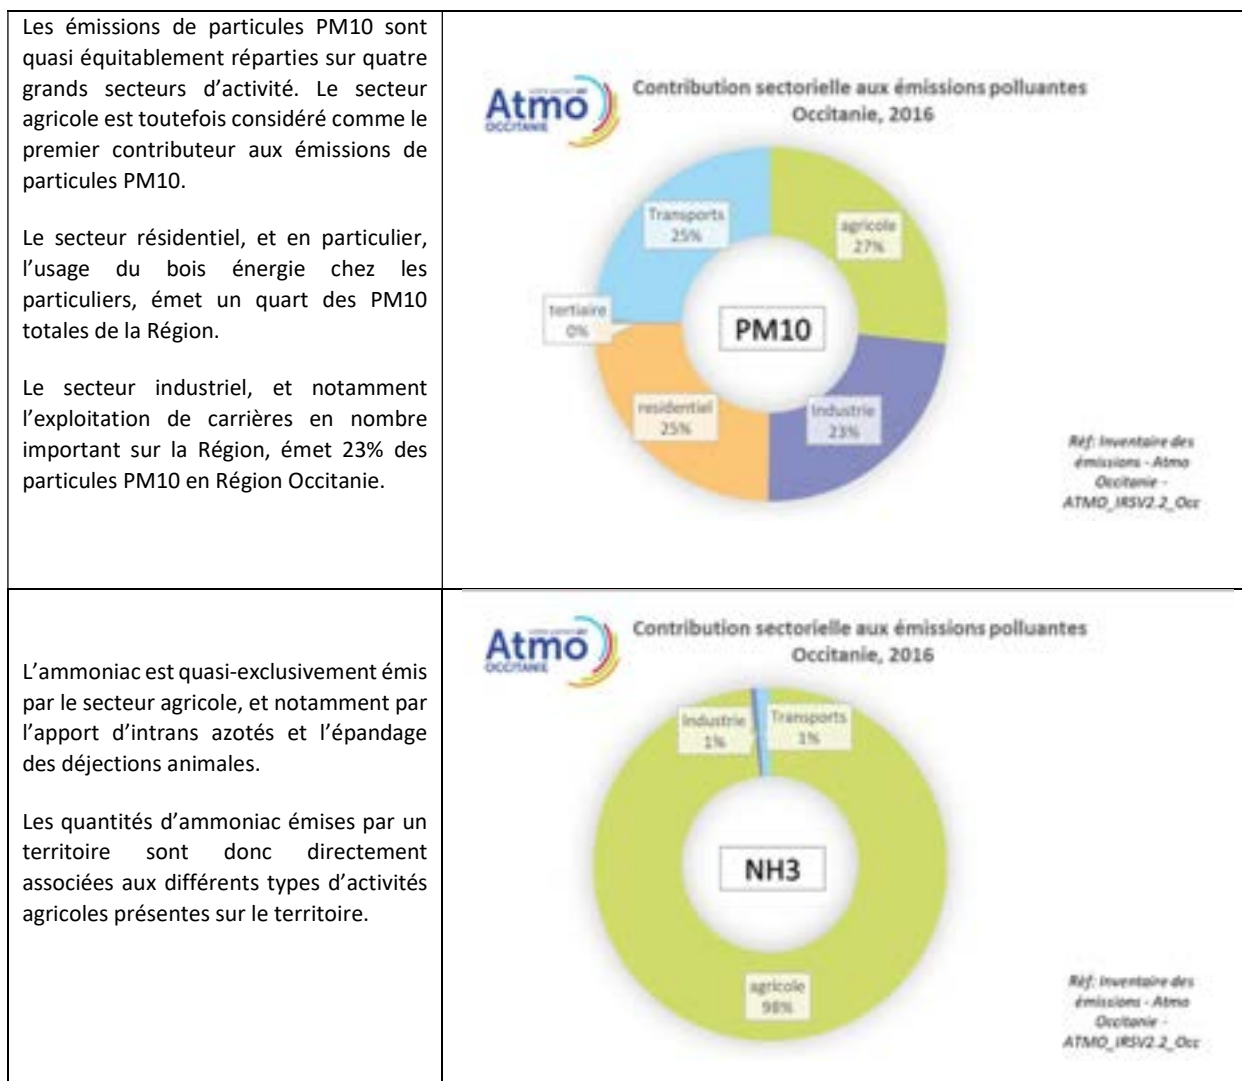 Les émissions de particules PM10 sont
quasi équitablement réparties sur quatre
grands secteurs d’activité. Le secteur
agricole est toutefois considéré comme le
premier contributeur aux émissions de
particules PM10.
Le secteur résidentiel, et en particulier,
l’usage du bois énergie chez les
particuliers, émet un quart des PM10
totales de la Région.
Le secteur industriel, et notamment
l’exploitation de carrières en nombre
important sur la Région, émet 23% des
particules PM10 en Région Occitanie.
Atmo
OCCITANIE
Contribution sectorielle aux émissions polluantes
Occitanie, 2016
Transports
25%
agricole
27%
tertiaire
0%
PM10
residentiel
25%
Industrie
23%
Réf: Inventaire des
émissions - Atmo
Occitanie -
ATMO_IRSV2.2_Occ
L’ammoniac est quasi-exclusivement émis
par le secteur agricole, et notamment par
l’apport d’intrans azotés et l’épandage
des déjections animales.
Les quantités d’ammoniac émises par un
territoire sont donc directement
associées aux différents types d’activités
agricoles présentes sur le territoire.
Atmo
OCCITANIE
Contribution sectorielle aux émissions polluantes
Occitanie, 2016
Industrie
1%
Transports
1%
NH3
agricole
98%
Réf: Inventaire des
émissions - Atmo
Occitanie -
ATMO_IRSV2.2_Occ